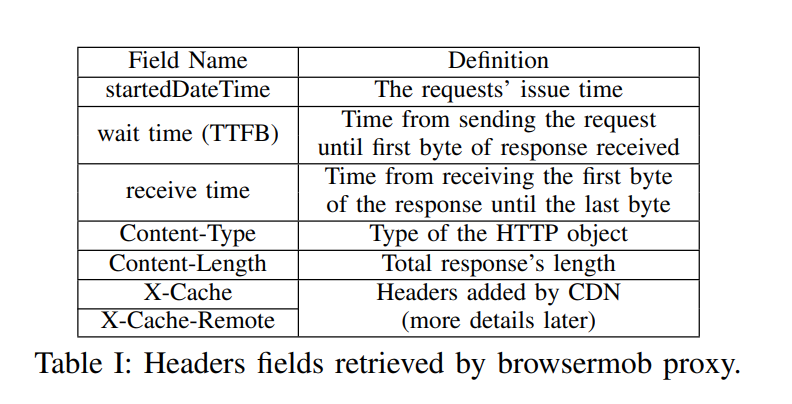 Field Name Definition
startedDateTime The requests' issue time
wait time (TTFB) Time from sending the request
until first byte of response received
receive time Time from receiving the first byte
of the response until the last byte
Content-Type Type of the HTTP object
Content-Length Total response's length
X-Cache Headers added by CDN
X-Cache-Remote (more details later)
Table I: Headers fields retrieved by browsermob proxy.